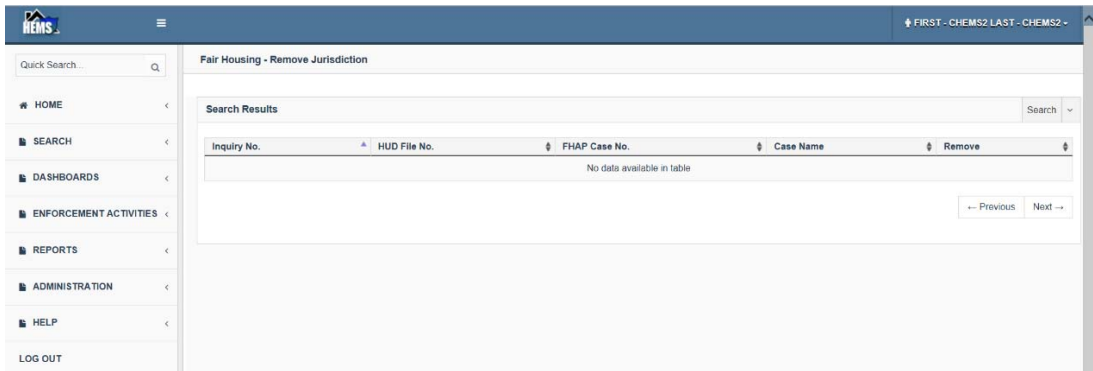 HEMS
FIRST - CHEMS2 LAST - CHEMS2
Quick Search...
Fair Housing - Remove Jurisdiction
HOME
Search Results
Search
SEARCH
Inquiry No. HUD File No. FHAP Case No. Case Name Remove
No data available in table
DASHBOARDS
ENFORCEMENT ACTIVITIES
← Previous Next →
REPORTS
ADMINISTRATION
HELP
LOG OUT